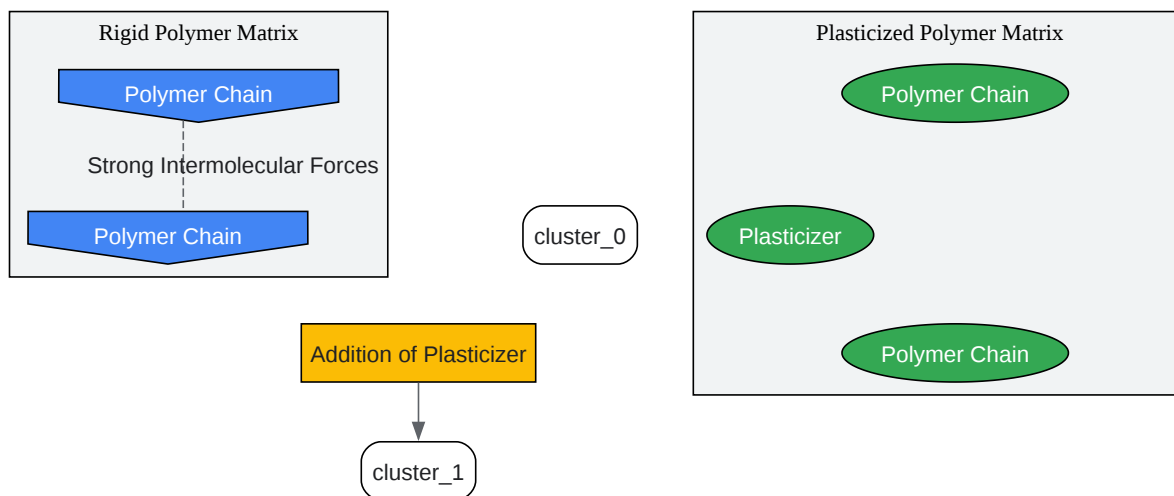 Rigid Polymer Matrix
Polymer Chain
Strong Intermolecular Forces
Polymer Chain
cluster_0
Addition of Plasticizer
cluster_1
Plasticized Polymer Matrix
Polymer Chain
Plasticizer
Polymer Chain